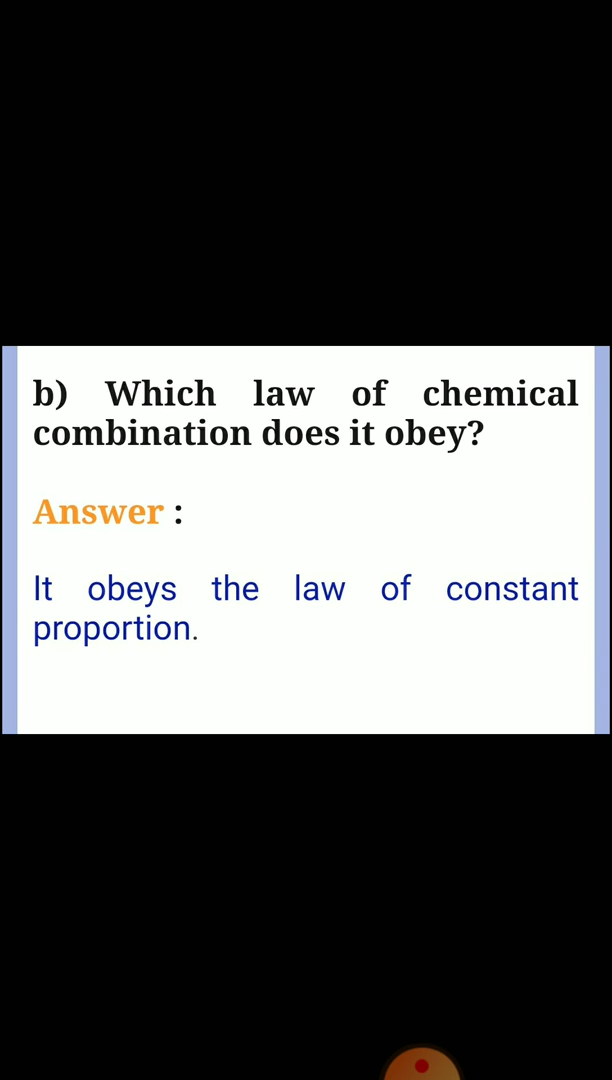 b) Which law of chemical
combination does it obey?
Answer :
It obeys the law of constant
proportion.